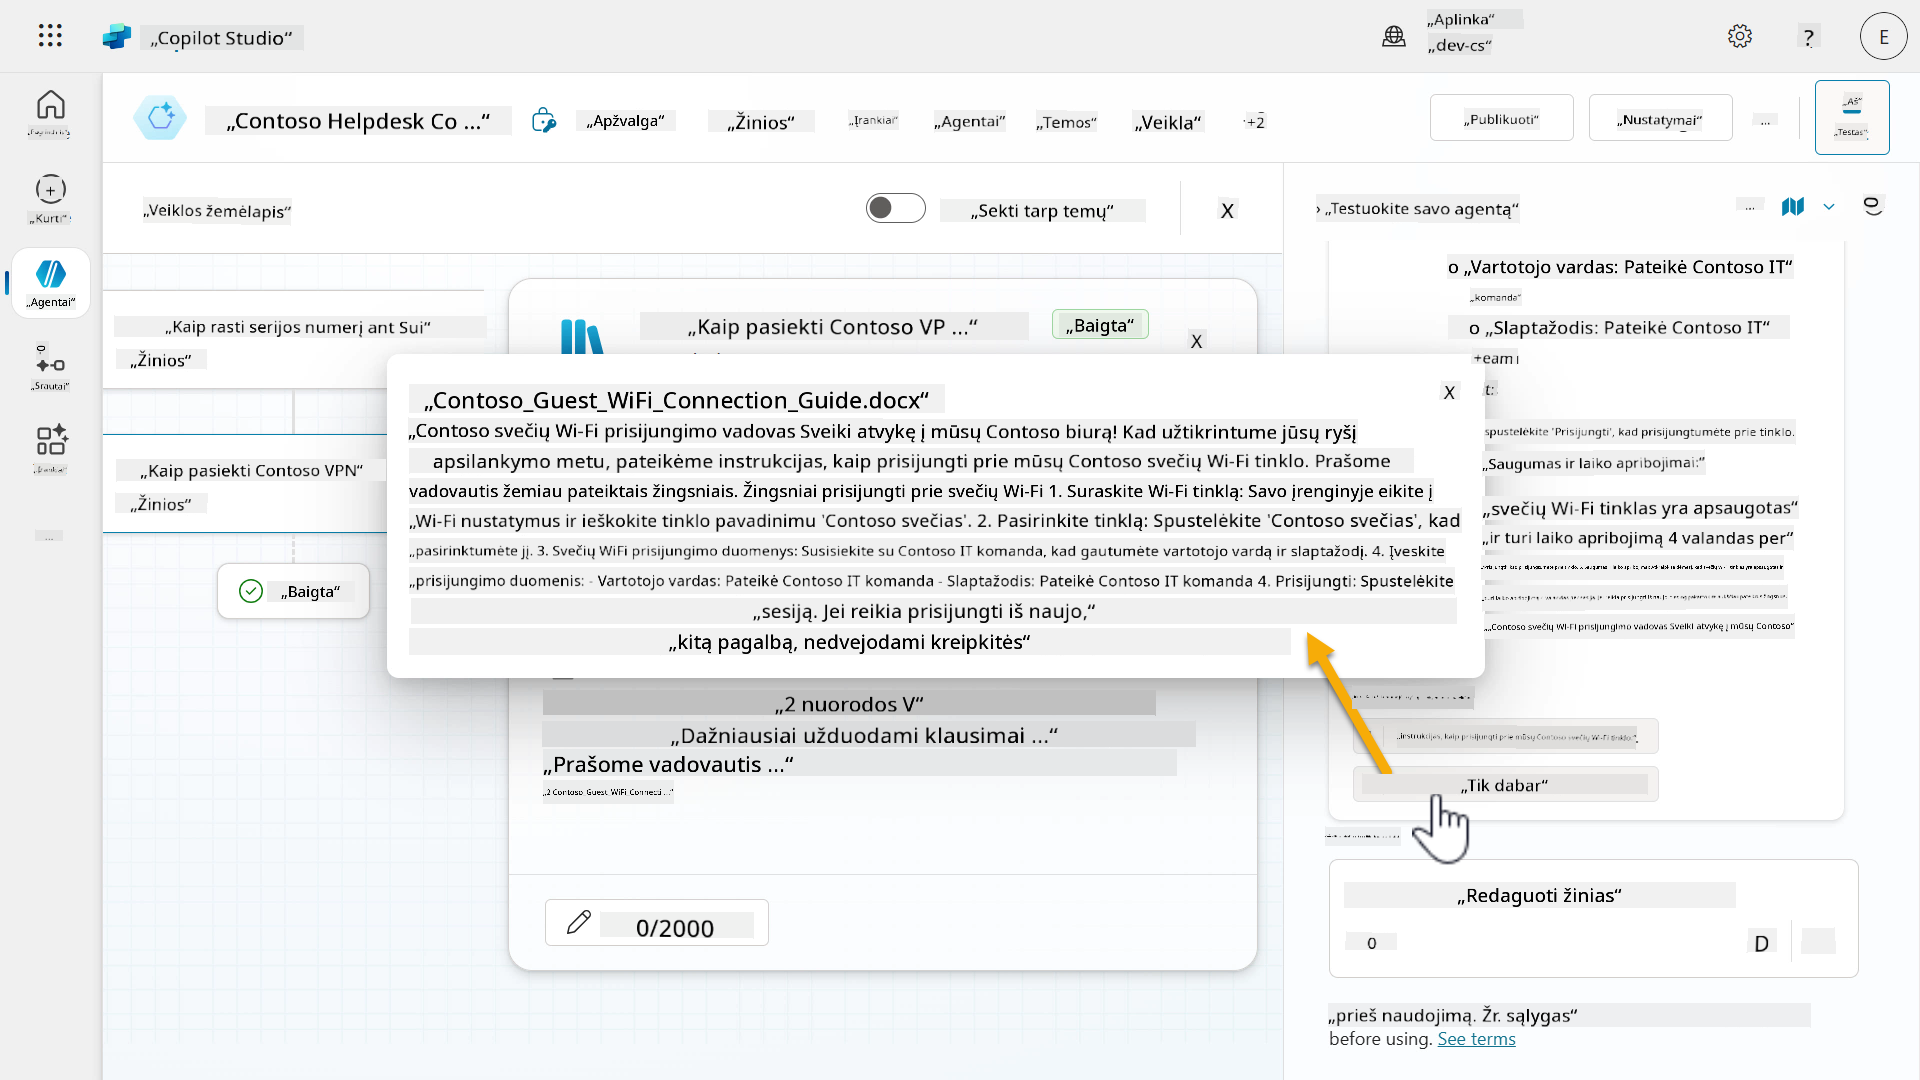 „Copilot Studio“
„Aplinka“
„dev-cs“
?
E
„Contoso Helpdesk Co ...“
„Apžvalga“
„Žinios“
„Įrankiai“
„Agentai“
„Temos“
„Veikla“
+2
„Publikuoti“
„Nustatymai“
...
„Aš“
„Testas“
„Kurti“
„Agentai“
„Srautai“
„Įrankiai“
...
„Veiklos žemėlapis“
„Sekti tarp temų“
X
› „Testuokite savo agentą“
...
„Kaip rasti serijos numerį ant Sui“
„Žinios“
„Kaip pasiekti Contoso VPN“
„Žinios“
„Baigta“
„Kaip pasiekti Contoso VP ...“
„Baigta“
X
„Contoso_Guest_WiFi_Connection_Guide.docx“
X
„Contoso svečių Wi-Fi prisijungimo vadovas Sveiki atvykę į mūsų Contoso biurą! Kad užtikrintume jūsų ryšį
apsilankymo metu, pateikėme instrukcijas, kaip prisijungti prie mūsų Contoso svečių Wi-Fi tinklo. Prašome
vadovautis žemiau pateiktais žingsniais. Žingsniai prisijungti prie svečių Wi-Fi 1. Suraskite Wi-Fi tinklą: Savo įrenginyje eikite į
„Wi-Fi nustatymus ir ieškokite tinklo pavadinimu 'Contoso svečias'. 2. Pasirinkite tinklą: Spustelėkite 'Contoso svečias', kad
„pasirinktumėte jį. 3. Svečių WiFi prisijungimo duomenys: Susisiekite su Contoso IT komanda, kad gautumėte vartotojo vardą ir slaptažodį. 4. Įveskite
„prisijungimo duomenis: - Vartotojo vardas: Pateikė Contoso IT komanda - Slaptažodis: Pateikė Contoso IT komanda 4. Prisijungti: Spustelėkite
„sesiją. Jei reikia prisijungti iš naujo,“
„kitą pagalbą, nedvejodami kreipkitės“
„2 nuorodos V“
„Dažniausiai užduodami klausimai ...“
„Prašome vadovautis ...“
„2 Contoso_Guest_WiFi_Connecti ...“
0/2000
o „Vartotojo vardas: Pateikė Contoso IT“
„komanda“
o „Slaptažodis: Pateikė Contoso IT“
+eam
t:
spustelėkite 'Prisijungti', kad prisijungtumėte prie tinklo.
„Saugumas ir laiko apribojimai:“
„svečių Wi-Fi tinklas yra apsaugotas“
„ir turi laiko apribojimą 4 valandas per“
„„Contoso svečių Wi-Fi prisijungimo vadovas Sveiki atvykę į mūsų Contoso“
„instrukcijas, kaip prisijungti prie mūsų Contoso svečių Wi-Fi tinklo:“
„Tik dabar“
„Redaguoti žinias“
0
D
„prieš naudojimą. Žr. sąlygas“
before using. See terms